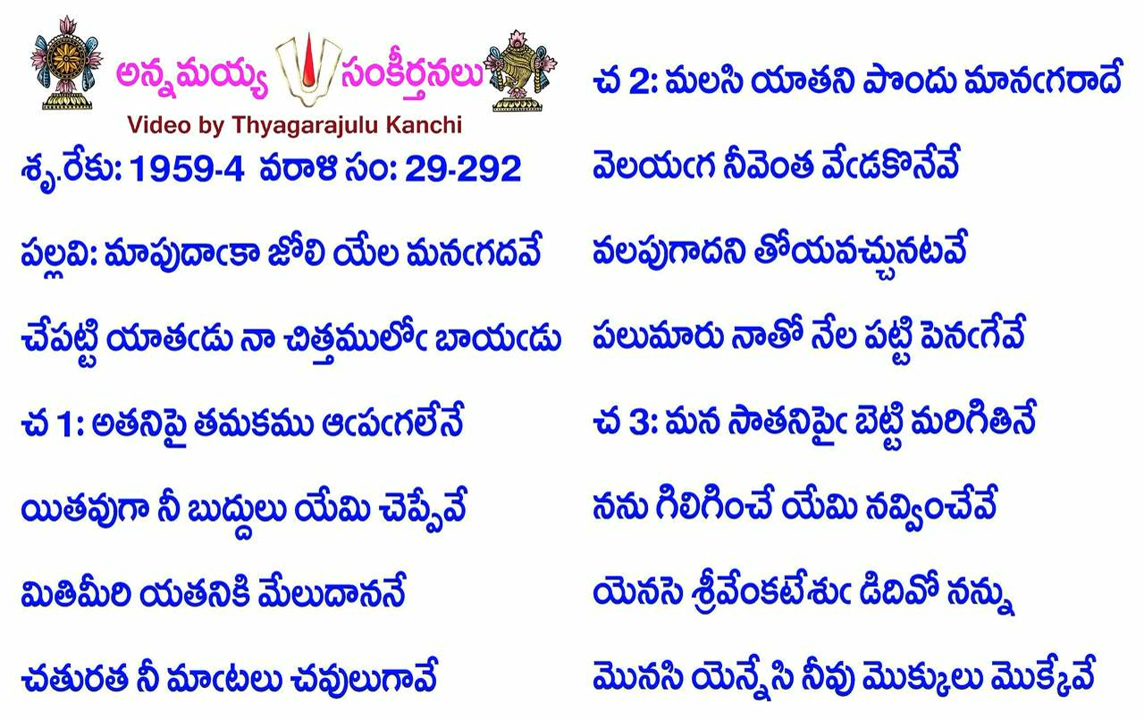 అన్నమయ్య సంకీర్తనలు
Video by Thyagarajulu Kanchi
శృ.రేకు: 1959-4 వరాళి సం: 29-292
పల్లవి: మాపుదాఁకా జోలి యేల మనఁగదవే
చేపట్టి యాతఁడు నా చిత్తములోఁ బాయఁడు
చ 1: అతనిపై తమకము ఆఁపఁగలేనే
యితవుగా నీ బుద్దులు యేమి చెప్పేవే
మితిమీరి యతనికి మేలుదాననే
చతురత నీ మాఁటలు చవులుగావే
చ 2: మలసి యాతని పొందు మానఁగరాదే
వెలయఁగ నీవెంత వేఁడకొనేవే
వలపుగాదని తోయవచ్చునటవే
పలుమారు నాతో నేల పట్టి పెనఁగేవే
చ 3: మన సాతనిపైఁ బెట్టి మరిగితినే
నను గిలిగించే యేమి నవ్వించేవే
యెనసె శ్రీవేంకటేశుఁ డిదివో నన్ను
మొనసి యెన్నేసి నీవు మొక్కులు మొక్కేవే